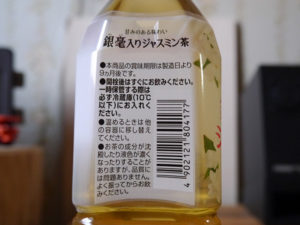 甘みのある味わい
銀毫入りジャスミン茶
●本商品の賞味期限は製造日より
9ヵ月後です。
●開栓後はすぐにお飲みください。
一時保管する際は
必ず冷蔵庫(10℃
以下)にお入れく
ださい。
●温めるときは他
の容器に移し替え
てください。
●お茶の成分が沈
殿したり液色が濃く
なったりすることが
ありますが、品質には
問題ありません。
よく振ってからお飲
みください。
4902121804177